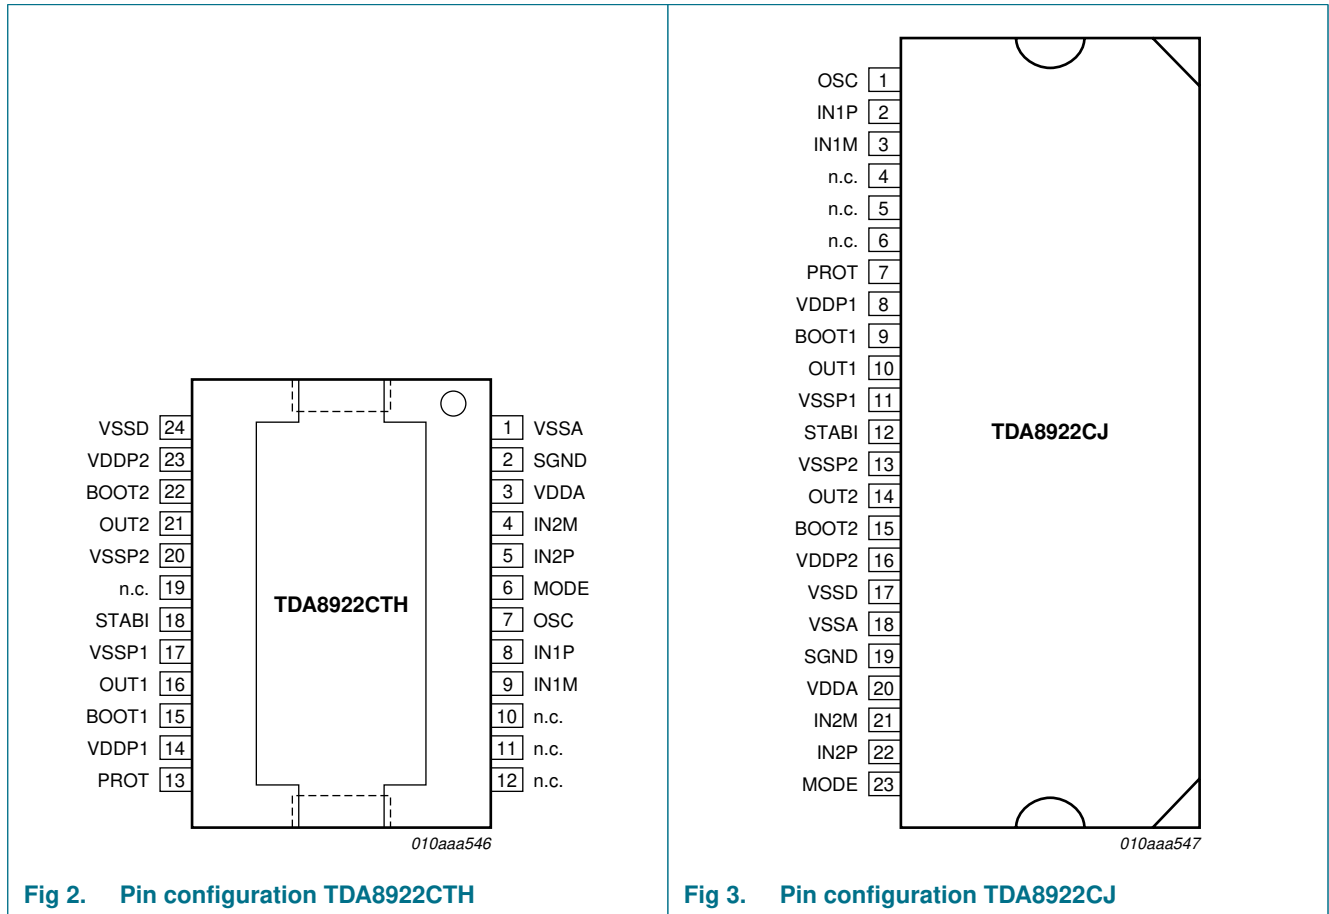 VSSD 24
VDDP2 23
BOOT2 22
OUT2 21
VSSP2 20
n.c. 19
STABI 18
VSSP1 17
OUT1 16
BOOT1 15
VDDP1 14
PROT 13
TDA8922CTH
1 VSSA
2 SGND
3 VDDA
4 IN2M
5 IN2P
6 MODE
7 OSC
8 IN1P
9 IN1M
10 n.c.
11 n.c.
12 n.c.
010aaa546
Fig 2. Pin configuration TDA8922CTH
OSC 1
IN1P 2
IN1M 3
n.c. 4
n.c. 5
n.c. 6
PROT 7
VDDP1 8
BOOT1 9
OUT1 10
VSSP1 11
STABI 12
VSSP2 13
OUT2 14
BOOT2 15
VDDP2 16
VSSD 17
VSSA 18
SGND 19
VDDA 20
IN2M 21
IN2P 22
MODE 23
TDA8922CJ
010aaa547
Fig 3. Pin configuration TDA8922CJ